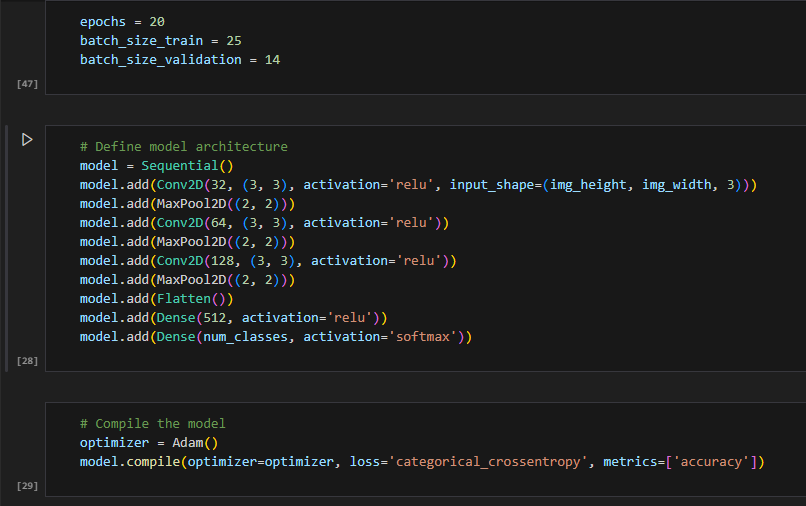 epochs = 20
batch_size_train = 25
batch_size_validation = 14
[47]
# Define model architecture
model = Sequential()
model.add(Conv2D(32, (3, 3), activation='relu', input_shape=(img_height, img_width, 3)))
model.add(MaxPool2D((2, 2)))
model.add(Conv2D(64, (3, 3), activation='relu'))
model.add(MaxPool2D((2, 2)))
model.add(Conv2D(128, (3, 3), activation='relu'))
model.add(MaxPool2D((2, 2)))
model.add(Flatten())
model.add(Dense(512, activation='relu'))
model.add(Dense(num_classes, activation='softmax'))
[28]
# Compile the model
optimizer = Adam()
model.compile(optimizer=optimizer, loss='categorical_crossentropy', metrics=['accuracy'])
[29]